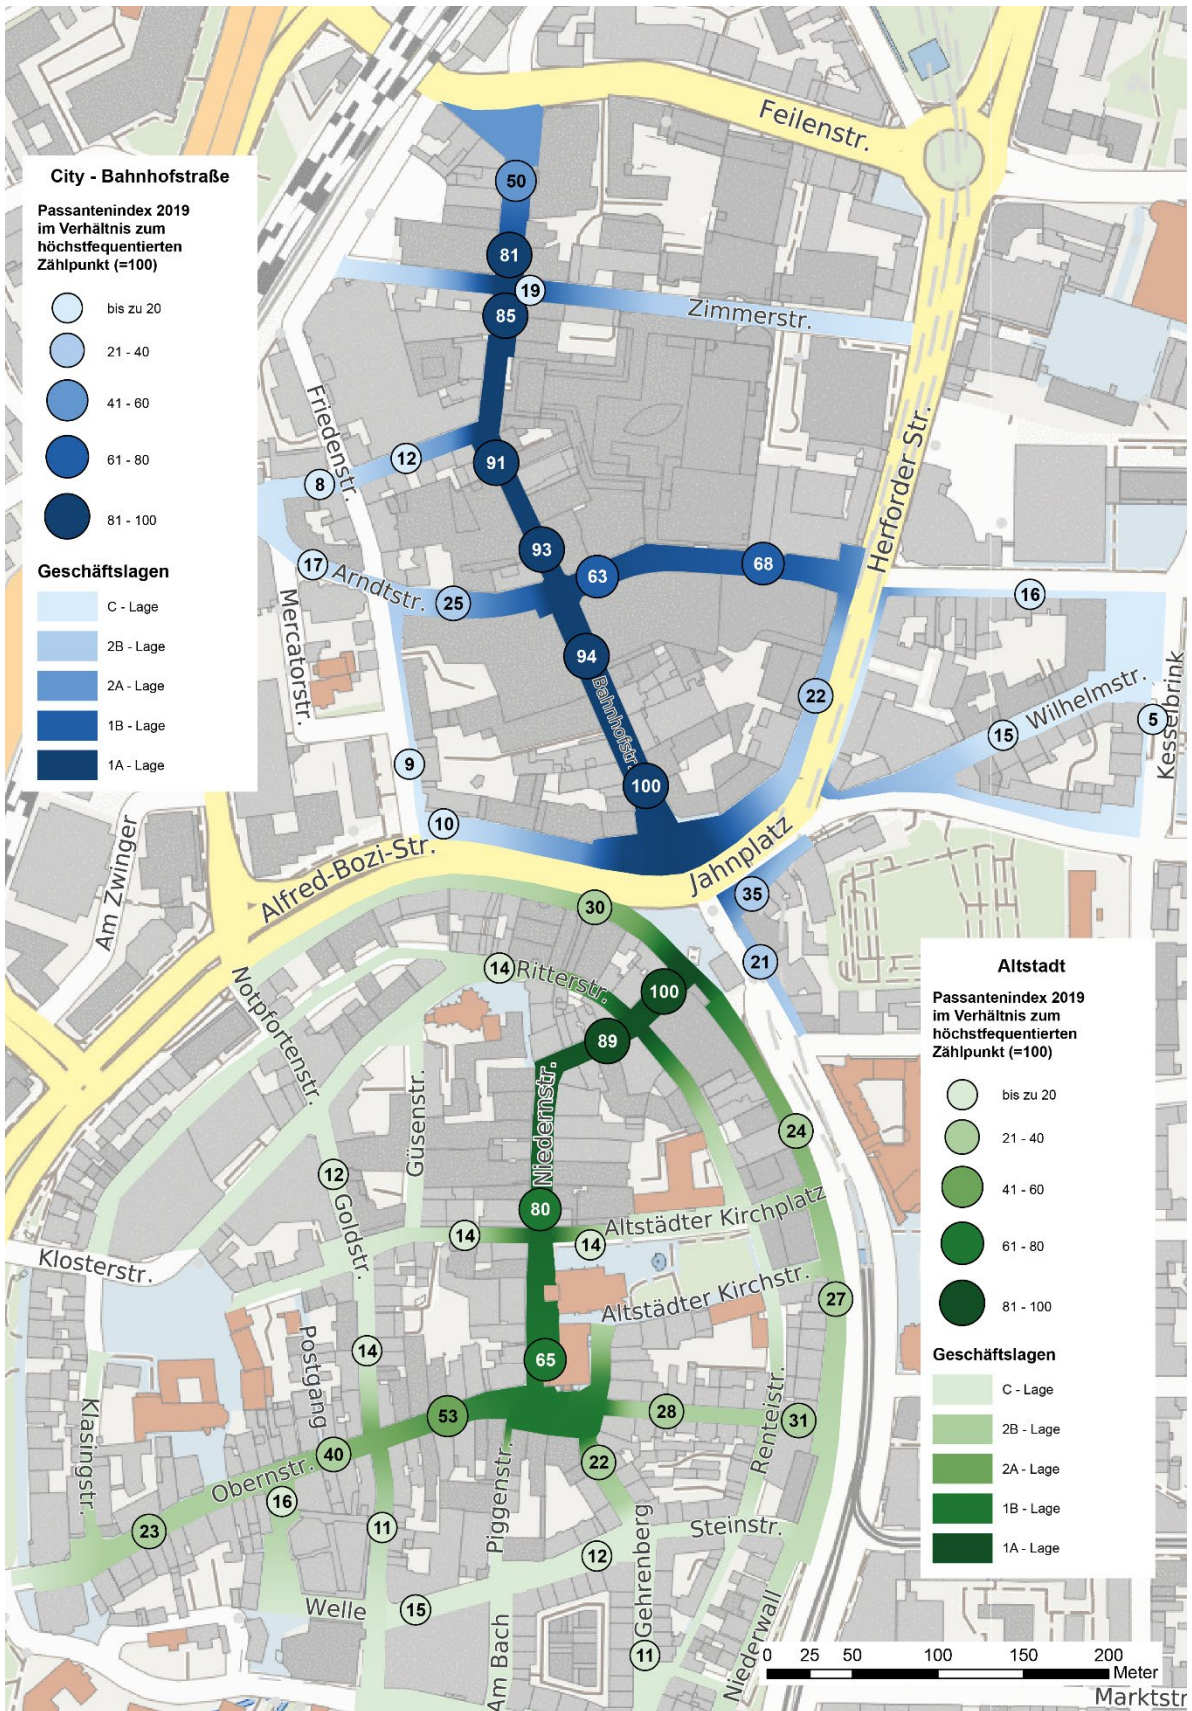 Feilenstr.
City - Bahnhofstraße
Passantenindex 2019
im Verhältnis zum
höchstfrequentierten
Zählpunkt (=100)
bis zu 20
21 - 40
41 - 60
61 - 80
81 - 100
Geschäftslagen
C - Lage
2B - Lage
2A - Lage
1B - Lage
1A - Lage
50
81
19
85
Zimmerstr.
Friedenstr.
Herforder Str.
12
91
8
93
17
63
68
Arndtstr.
25
16
Mercatorstr.
94
Bahnhofstr.
22
Wilhelmstr.
5
15
Kesselbrink
9
100
10
Jahnplatz
Alfred-Bozi-Str.
Am Zwinger
35
30
21
14
Ritterstr.
100
Notpfortenstr.
89
Altstadt
Passantenindex 2019
im Verhältnis zum
höchstfrequentierten
Zählpunkt (=100)
bis zu 20
21 - 40
41 - 60
61 - 80
81 - 100
Geschäftslagen
C - Lage
2B - Lage
2A - Lage
1B - Lage
1A - Lage
Güsenstr.
Niedernstr.
24
12
Goldstr.
80
Altstädter Kirchplatz
14
14
Klosterstr.
Altstädter Kirchstr.
27
Postgang
14
65
Klasingstr.
53
28
31
Renteistr.
40
22
Obernstr.
16
Piggenstr.
23
11
Gehrenberg
Steinstr.
12
Welle
15
Am Bach
11
Niederwall
0 25 50 100 150 200
Meter
Marktstr